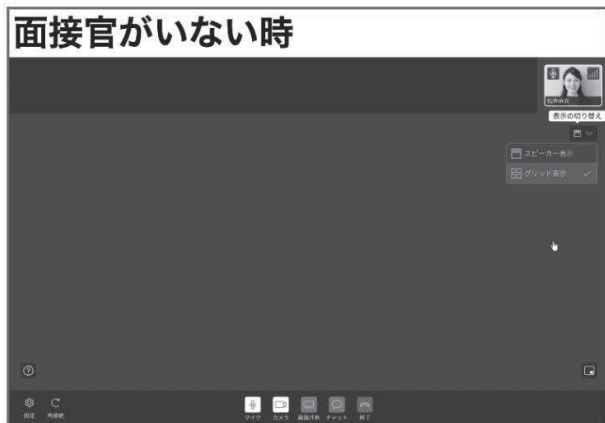 面接官がいない時
表示の切り替え
スピーカー表示
グリッド表示
設定
再接続
マイク
カメラ
画面共有
チャット
終了